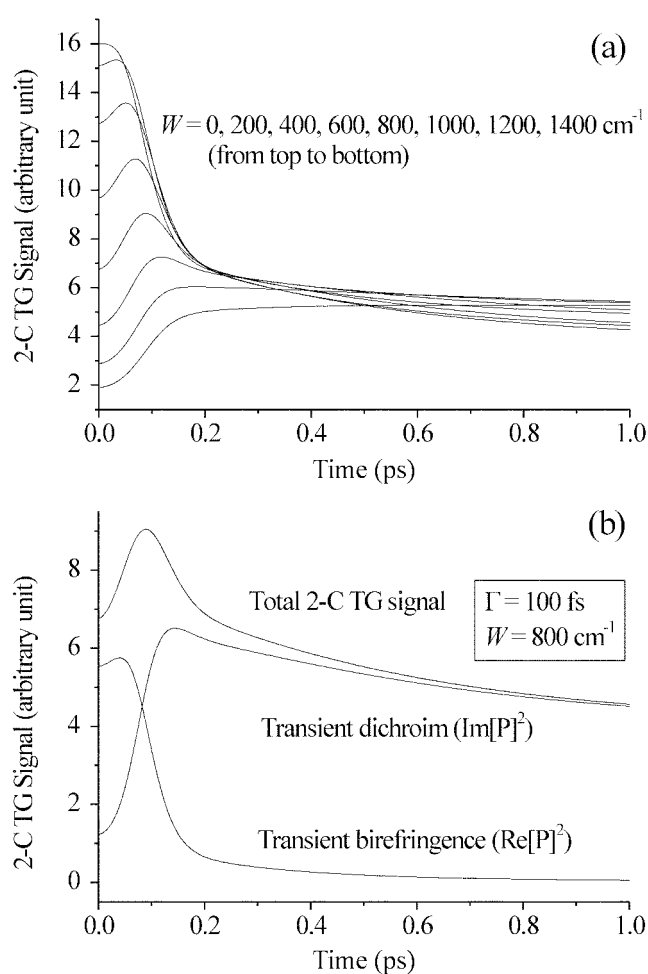 (a)
16
14
12
10
8
6
4
2
2-C TG Signal (arbitrary unit)
W = 0, 200, 400, 600, 800, 1000, 1200, 1400 cm⁻¹
(from top to bottom)
0.0 0.2 0.4 0.6 0.8 1.0
Time (ps)
(b)
8
6
4
2
0
2-C TG Signal (arbitrary unit)
Total 2-C TG signal
Γ = 100 fs
W = 800 cm⁻¹
Transient dichroim (Im[P]²)
Transient birefringence (Re[P]²)
0.0 0.2 0.4 0.6 0.8 1.0
Time (ps)